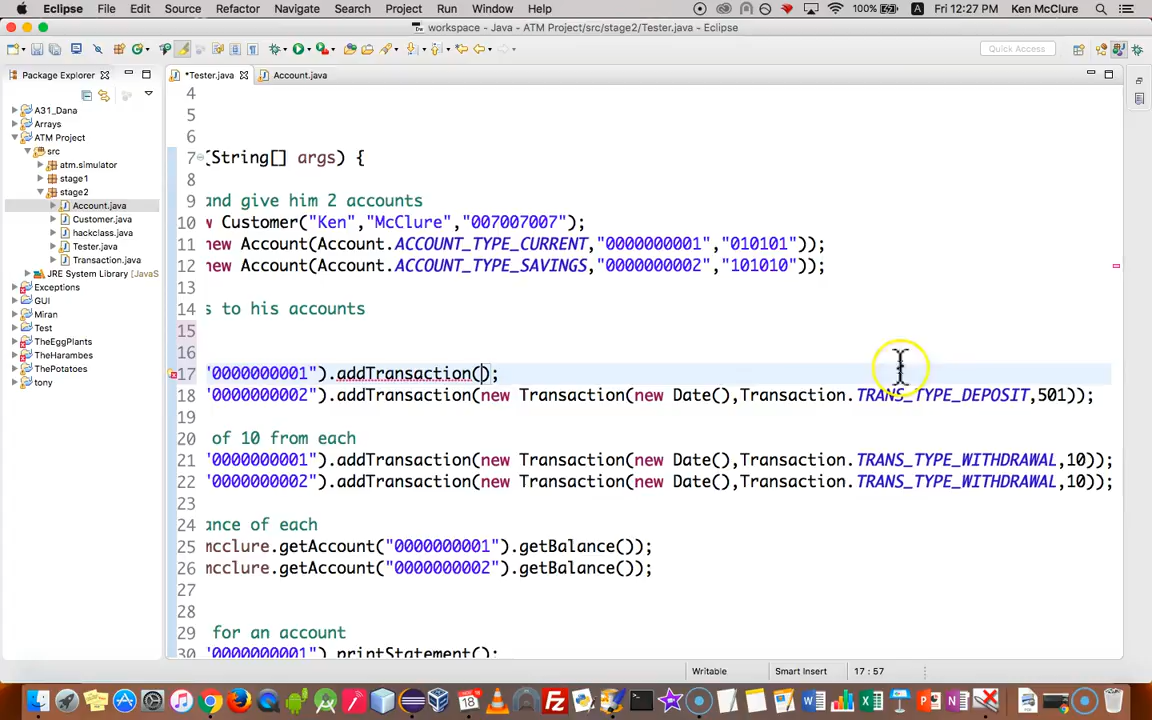 Eclipse File Edit Source Refactor Navigate Search Project Run Window Help 100% Fri 12:27 PM Ken McClure
workspace - Java - ATM Project/src/stage2/Tester.java - Eclipse
Quick Access
Package Explorer
*Tester.java
Account.java
A31_Dana
Arrays
ATM Project
src
atm.simulator
stage1
stage2
Account.java
Customer.java
hackclass.java
Tester.java
Transaction.java
JRE System Library [JavaS
Exceptions
GUI
Miran
Test
TheEggPlants
TheHarambes
ThePotatoes
tony
4
5
6
7 (String[] args) {
8
9 and give him 2 accounts
10 w Customer("Ken","McClure","007007007");
11 new Account(Account.ACCOUNT_TYPE_CURRENT,"0000000001","010101"));
12 new Account(Account.ACCOUNT_TYPE_SAVINGS,"0000000002","101010"));
13
14 s to his accounts
15
16
17 "0000000001").addTransaction();
18 "0000000002").addTransaction(new Transaction(new Date(),Transaction.TRANS_TYPE_DEPOSIT,501));
19
20 of 10 from each
21 "0000000001").addTransaction(new Transaction(new Date(),Transaction.TRANS_TYPE_WITHDRAWAL,10));
22 "0000000002").addTransaction(new Transaction(new Date(),Transaction.TRANS_TYPE_WITHDRAWAL,10));
23
24 ance of each
25 mcclure.getAccount("0000000001").getBalance());
26 mcclure.getAccount("0000000002").getBalance());
27
28
29 for an account
30 "0000000001").printStatement();
Writable
Smart Insert
17 : 57